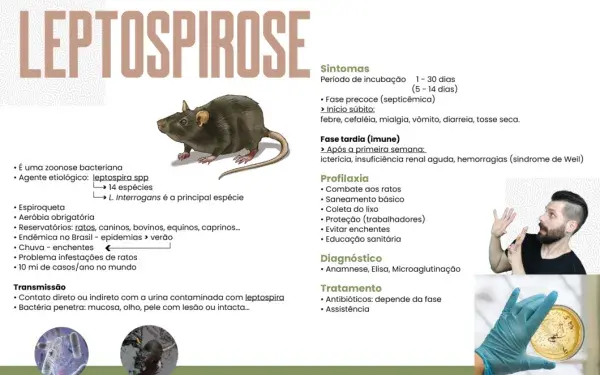 LEPTOSPIROSE
• É uma zoonose bacteriana
• Agente etiológico: leptospira spp
14 espécies
L. Interrogans é a principal espécie
• Espiroqueta
• Aeróbia obrigatória
• Reservatórios: ratos, caninos, bovinos, equinos, caprinos...
• Endêmica no Brasil - epidemias > verão
• Chuva - enchentes
• Problema infestações de ratos
• 10 mi de casos/ano no mundo
Transmissão
• Contato direto ou indireto com a urina contaminada com leptospira
• Bactéria penetra: mucosa, olho, pele com lesão ou intacta...
Sintomas
Período de incubação 1 - 30 dias
(5 - 14 dias)
• Fase precoce (septicêmica)
> Início súbito:
febre, cefaléia, mialgia, vômito, diarreia, tosse seca.
Fase tardia (imune)
> Após a primeira semana:
icterícia, insuficiência renal aguda, hemorragias (sindrome de Weil)
Profilaxia
• Combate aos ratos
• Saneamento básico
• Coleta do lixo
• Proteção (trabalhadores)
• Evitar enchentes
• Educação sanitária
Diagnóstico
• Anamnese, Elisa, Microaglutinação
Tratamento
• Antibióticos: depende da fase
• Assistência